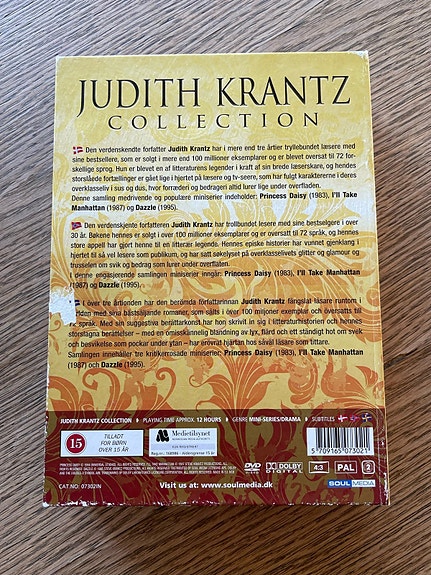 JUDITH KRANTZ
COLLECTION
Den verdenskendte forfatter Judith Krantz har i mere end tre årtier tryllebundet læsere med
sine bestsellere, som er solgt i mere end 100 millioner eksemplarer og er blevet oversat til 72 for-
skellige sprog. Hun er blevet en af litteraturens legender i kraft af sin brede læserskare, og hendes
storslåede fortællinger er gået lige i hjertet på læsere og tv-seere, som har fulgt karaktererne i deres
overklasseliv i sus og dus, hvor forræderi og bedrageri altid lurer lige under overfladen.
Denne samling medrivende og populære miniserier indeholder: Princess Daisy (1983), I'll Take
Manhattan (1987) og Dazzle (1995).
Den verdenskjente forfatteren Judith Krantz har trollbundet lesere med sine bestselgere i over
30 år. Bøkene hennes er solgt i over 100 millioner eksemplarer og er oversatt til 72 språk, og hennes
store appell har gjort henne til en litterær legende. Hennes episke historier har vunnet gjenklang i
hjertet til så vel lesere som publikum, og har satt søkelyset på overklasselivets glitter og glamour og
trusselen om svik og bedrag som lurer under overflaten.
I denne engasjerende samlingen miniserier inngår: Princess Daisy (1983), I'll Take Manhattan
(1987) og Dazzle (1995).
I över tre årtionden har den berömda författarinnan Judith Krantz fängslat läsare runtom i
världen med sina bästsäljande romaner, som sålts i över 100 miljoner exemplar och översatts till
72 språk. Med sin suggestiva berättarkonst har hon skrivit in sig i litteraturhistorien och hennes
storslagna berättelser – med en omisskännelig blandning av lyx, flärd och ett ständigt hot om svek
och besvikelse som pockar under ytan – har erövrat hjärtan hos såväl läsare som tittare.
Samlingen innehåller tre kritikerrosade miniserier: Princess Daisy (1983), I'll Take Manhattan
(1987) och Dazzle (1995).
JUDITH KRANTZ COLLECTION PLAYING TIME APPROX. 12 HOURS GENRE MINI-SERIES/DRAMA SUBTITLES
15
TILLADT
FOR BØRN
OVER 15 ÅR
Medietilsynet
NORWEGIAN MEDIA AUTHORITY
Aldersgrense 15 år
DVD VIDEO
DOLBY
DIGITAL
4:3
PAL
2
5 709165 073021
CAT.NO: 07302IN
Visit us at: www.soulmedia.dk
SOUL MEDIA